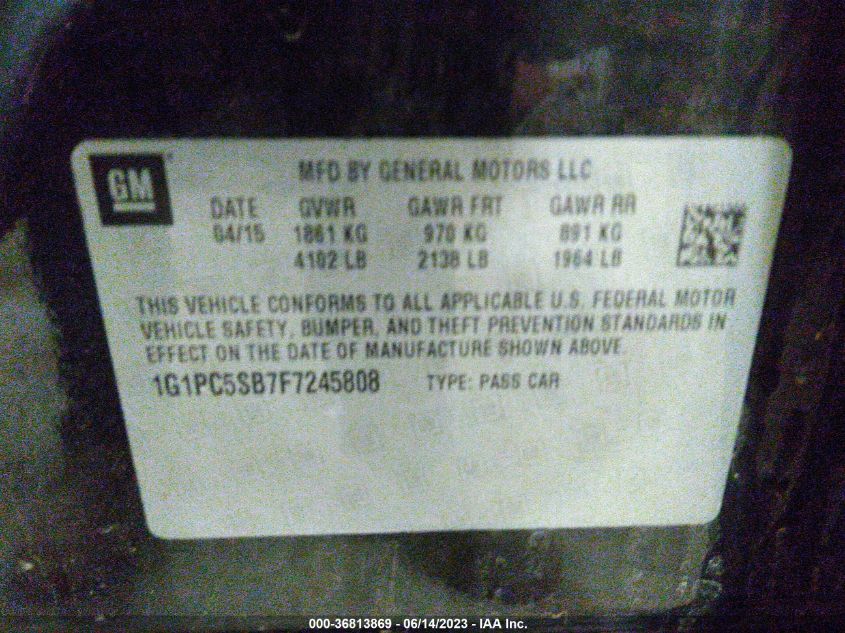 MFD BY GENERAL MOTORS LLC
GM
DATE GVWR GAWR FRT GAWR RR
04/15 1861 KG 970 KG 891 KG
4102 LB 2138 LB 1964 LB
THIS VEHICLE CONFORMS TO ALL APPLICABLE U.S. FEDERAL MOTOR
VEHICLE SAFETY, BUMPER, AND THEFT PREVENTION STANDARDS IN
EFFECT ON THE DATE OF MANUFACTURE SHOWN ABOVE.
1G1PC5SB7F7245808 TYPE: PASS CAR
000-36813869 - 06/14/2023 - IAA Inc.